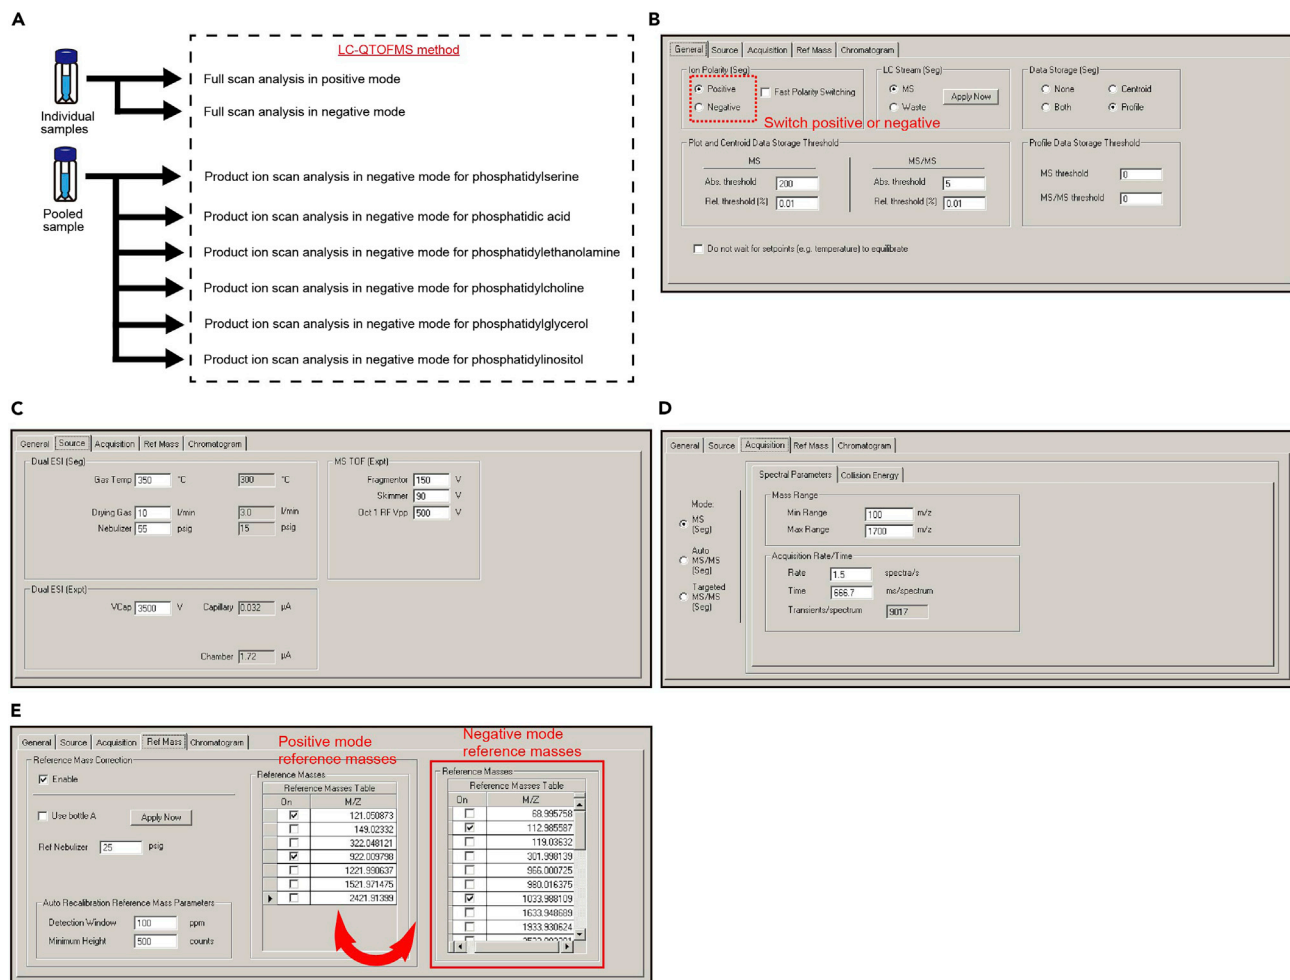 A
LC-QTOFMS method
Full scan analysis in positive mode
Full scan analysis in negative mode
Individual
samples
Product ion scan analysis in negative mode for phosphatidylserine
Pooled
sample
Product ion scan analysis in negative mode for phosphatidic acid
Product ion scan analysis in negative mode for phosphatidylethanolamine
Product ion scan analysis in negative mode for phosphatidylcholine
Product ion scan analysis in negative mode for phosphatidylglycerol
Product ion scan analysis in negative mode for phosphatidylinositol
B
General Source Acquisition Ref Mass Chromatogram
Ion Polarity (Seg) LC Stream (Seg) Data Storage (Seg)
Positive Fast Polarity Switching MS Apply Now None Centroid
Negative Waste Both Profile
Switch positive or negative
Plot and Centroid Data Storage Threshold Profile Data Storage Threshold
MS MS/MS
Abs. threshold 200 Abs. threshold 5 MS threshold 0
Rel. threshold (%) 0.01 Rel. threshold (%) 0.01 MS/MS threshold 0
Do not wait for setpoints (e.g. temperature) to equilibrate
C
General Source Acquisition Ref Mass Chromatogram
Dual ESI (Seg) MS TOF (Expt)
Gas Temp 350 °C 300 °C Fragmentor 150 V
Skimmer 90 V
Drying Gas 10 l/min 3.0 l/min Oct 1 RF Vpp 500 V
Nebulizer 55 psig 15 psig
Dual ESI (Expt)
VCap 3500 V Capillary 0.032 µA
Chamber 1.72 µA
D
General Source Acquisition Ref Mass Chromatogram
Spectral Parameters Collision Energy
Mode:
MS
(Seg)
Auto
MS/MS
(Seg)
Targeted
MS/MS
(Seg)
Mass Range
Min Range 100 m/z
Max Range 1700 m/z
Acquisition Rate/Time
Rate 1.5 spectra/s
Time 666.7 ms/spectrum
Transients/spectrum 9017
E
General Source Acquisition Ref Mass Chromatogram
Reference Mass Correction
Enable
Use bottle A Apply Now
Ref Nebulizer 25 psig
Auto Recalibration Reference Mass Parameters
Detection Window 100 ppm
Minimum Height 500 counts
Positive mode
reference masses
Reference Masses
Reference Masses Table
On M/Z
121.050873
149.02332
322.048121
922.009798
1221.990637
1521.971475
2421.91399
Negative mode
reference masses
Reference Masses
Reference Masses Table
On M/Z
68.995758
112.985587
119.03632
301.998139
966.000725
980.016375
1033.988109
1633.948689
1933.930624